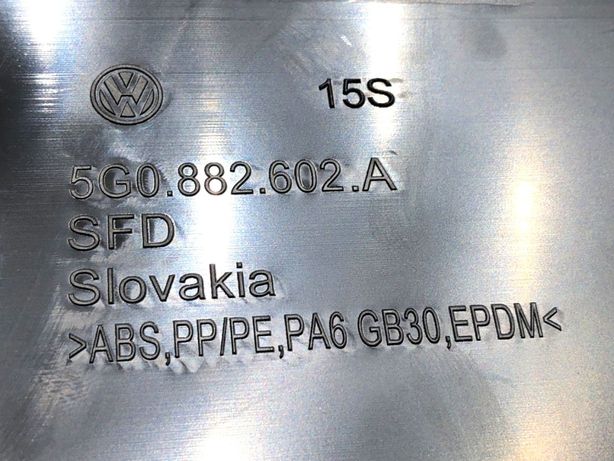 15S
5G0.882.602.A
SFD
Slovakia
>ABS,PP/PE,PA6 GB30,EPDM<